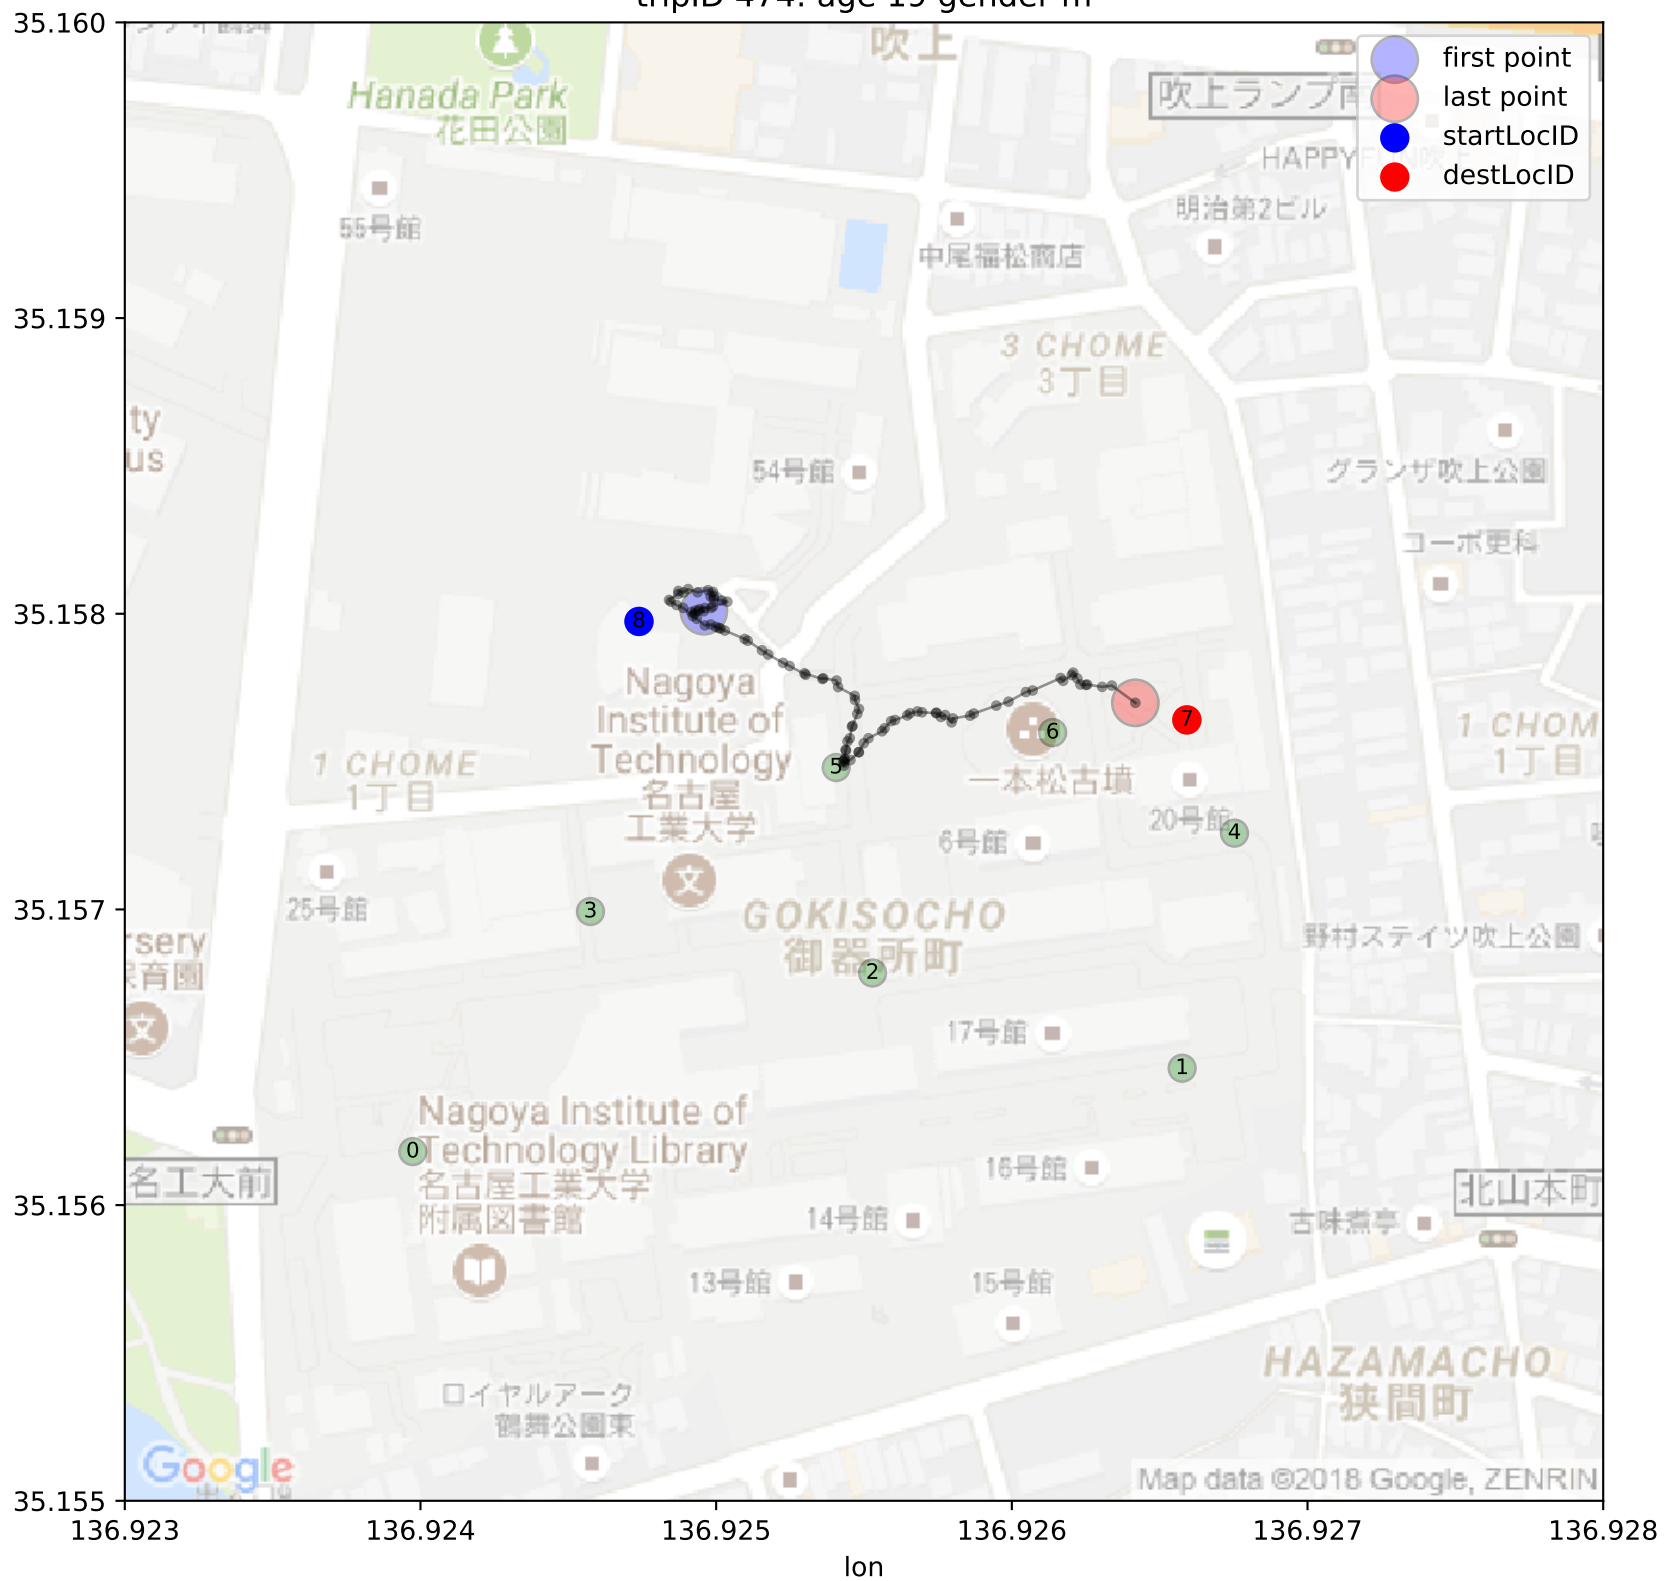 35.160
吹上
first point
last point
startLocID
destLocID
Hanada Park
花田公園
吹上ランプ南
55号館
明治第2ビル
中尾福松商店
35.159
3 CHOME
3丁目
ty
us
54号館
グランザ吹上公園
コーポ更科
35.158
8
Nagoya
Institute of
Technology
名古屋
工業大学
7
6
5
一本松古墳
1 CHOME
1丁目
1 CHOM
1丁目
20号館
4
6号館
25号館
35.157
3
GOKISOCHO
御器所町
2
rsery
育園
野村ステイツ吹上公園
17号館
1
Nagoya Institute of
Technology Library
名古屋工業大学
附属図書館
0
名工大前
16号館
北山本町
35.156
14号館
古味煮亭
13号館
15号館
HAZAMACHO
狭間町
ロイヤルアーク
鶴舞公園東
Google
Map data ©2018 Google, ZENRIN
35.155
136.923
136.924
136.925
136.926
136.927
136.928
lon